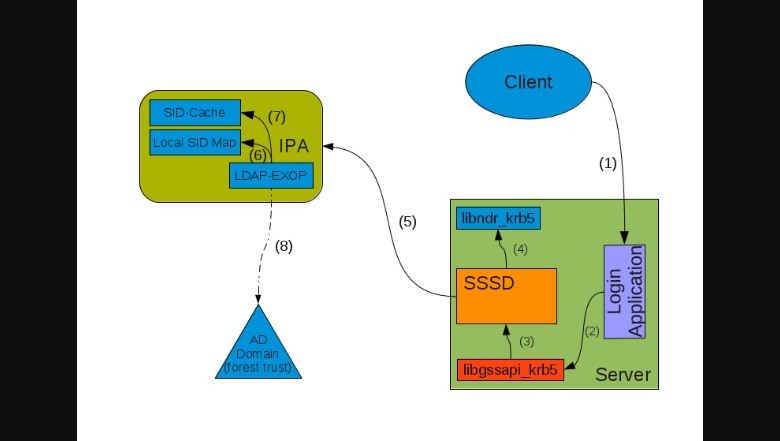 Client
(1)
SID-Cache
(7)
Local SID Map
(6)
IPA
LDAP-EXOP
(5)
(8)
AD
Domain
(forest trust)
libndr_krb5
(4)
SSSD
(3)
libgssapi_krb5
(2)
Login
Application
Server